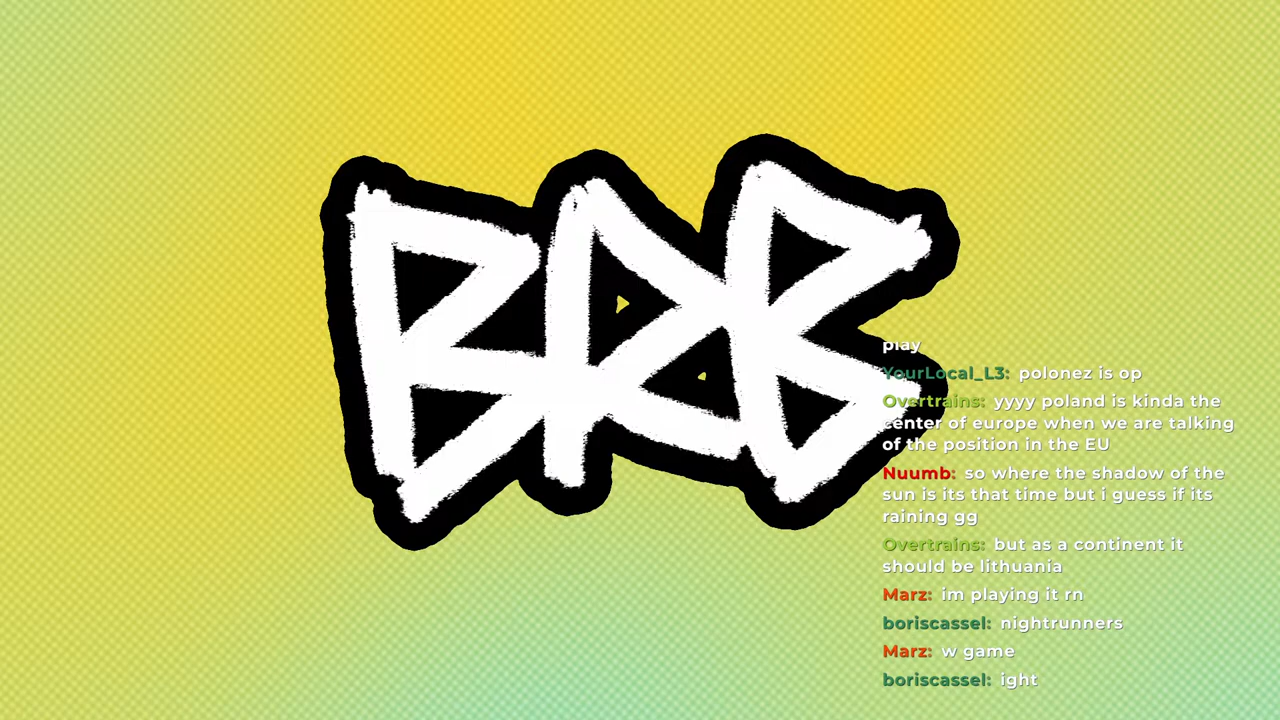 BRB
play
YourLocal_L3: polonez is op
Overtrains: yyyy poland is kinda the
center of europe when we are talking
of the position in the EU
Nuumb: so where the shadow of the
sun is its that time but i guess if its
raining gg
Overtrains: but as a continent it
should be lithuania
Marz: im playing it rn
boriscassel: nightrunners
Marz: w game
boriscassel: ight